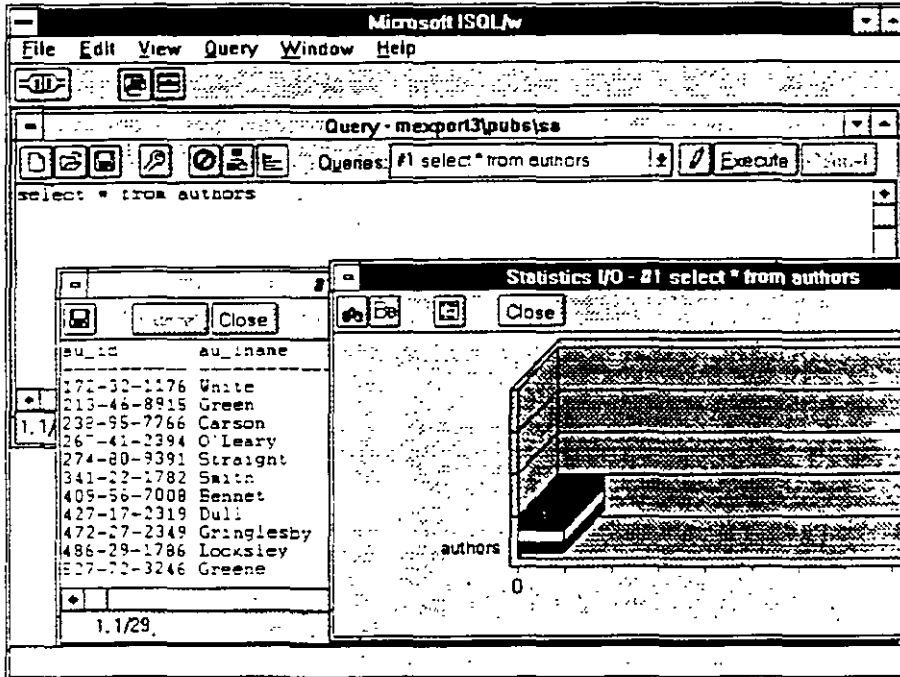 Microsoft ISQL/w
File Edit View Query Window Help
Query - mexport3\pubs\sa
Queries: #1 select * from authors Execute
select * from authors
Statistics I/O - #1 select * from authors
Close
Close
au_id au_lname
172-32-1176 White
213-46-8915 Green
238-95-7766 Carson
267-41-2394 O'Leary
274-80-9391 Straight
341-22-1782 Smith
409-56-7008 Bennet
427-17-2319 Dull
472-27-2349 Gringlesby
486-29-1786 Locksley
527-72-3246 Greene
authors
0
1.1/
1.1/29